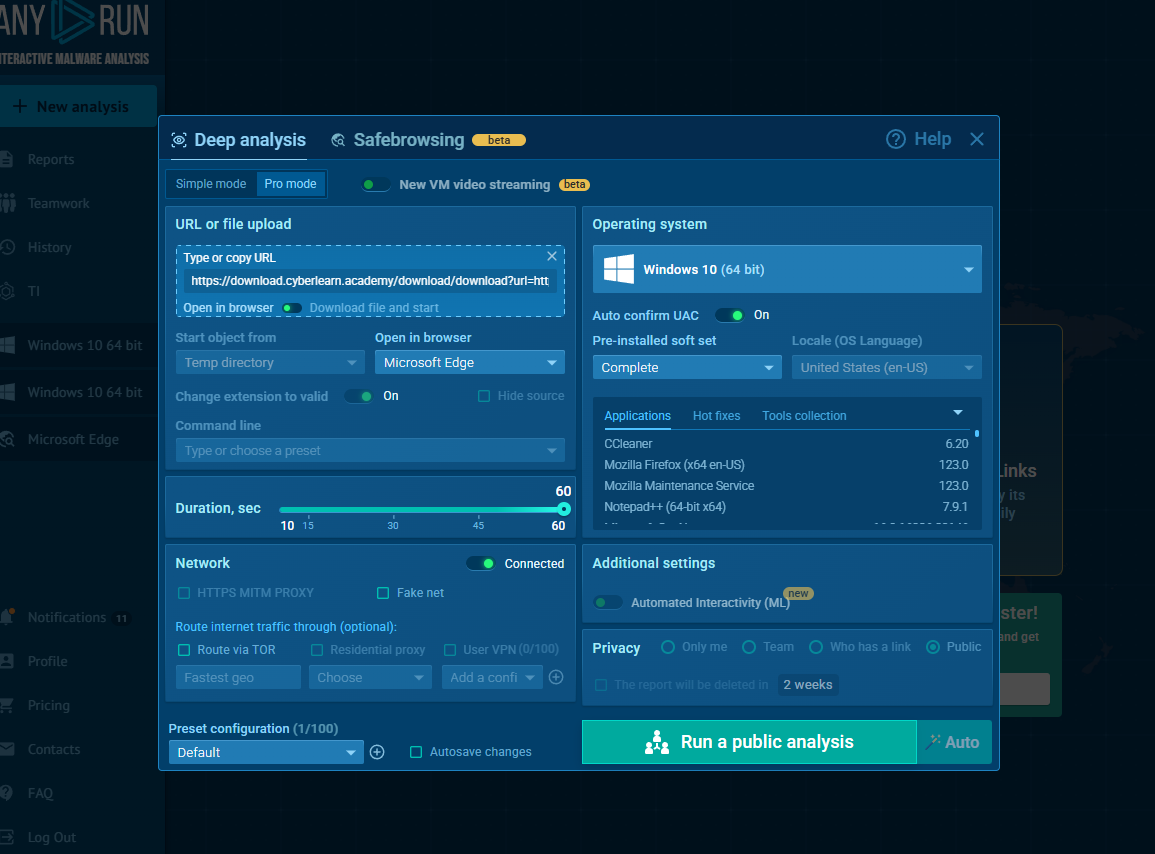 ANY RUN
INTERACTIVE MALWARE ANALYSIS
+ New analysis
Reports
Teamwork
History
TI
Windows 10 64 bit
Windows 10 64 bit
Microsoft Edge
Notifications 11
Profile
Pricing
Contacts
FAQ
Log Out
Deep analysis
Safebrowsing beta
Help
Simple mode
Pro mode
New VM video streaming beta
URL or file upload
Type or copy URL
https://download.cyberlearn.academy/download/download?url=htt
Open in browser
Download file and start
Start object from
Open in browser
Temp directory
Microsoft Edge
Change extension to valid
On
Hide source
Command line
Type or choose a preset
Duration, sec
60
10 15 30 45 60
Network
Connected
HTTPS MITM PROXY
Fake net
Route internet traffic through (optional):
Route via TOR
Residential proxy
User VPN (0/100)
Fastest geo
Choose
Add a confi
Preset configuration (1/100)
Default
Autosave changes
Operating system
Windows 10 (64 bit)
Auto confirm UAC
On
Pre-installed soft set
Locale (OS Language)
Complete
United States (en-US)
Applications
Hot fixes
Tools collection
CCleaner 6.20
Mozilla Firefox (x64 en-US) 123.0
Mozilla Maintenance Service 123.0
Notepad++ (64-bit x64) 7.9.1
Additional settings
Automated Interactivity (ML) new
Privacy
Only me
Team
Who has a link
Public
The report will be deleted in 2 weeks
Run a public analysis
Auto
Links
y its
ily
ster!
and get